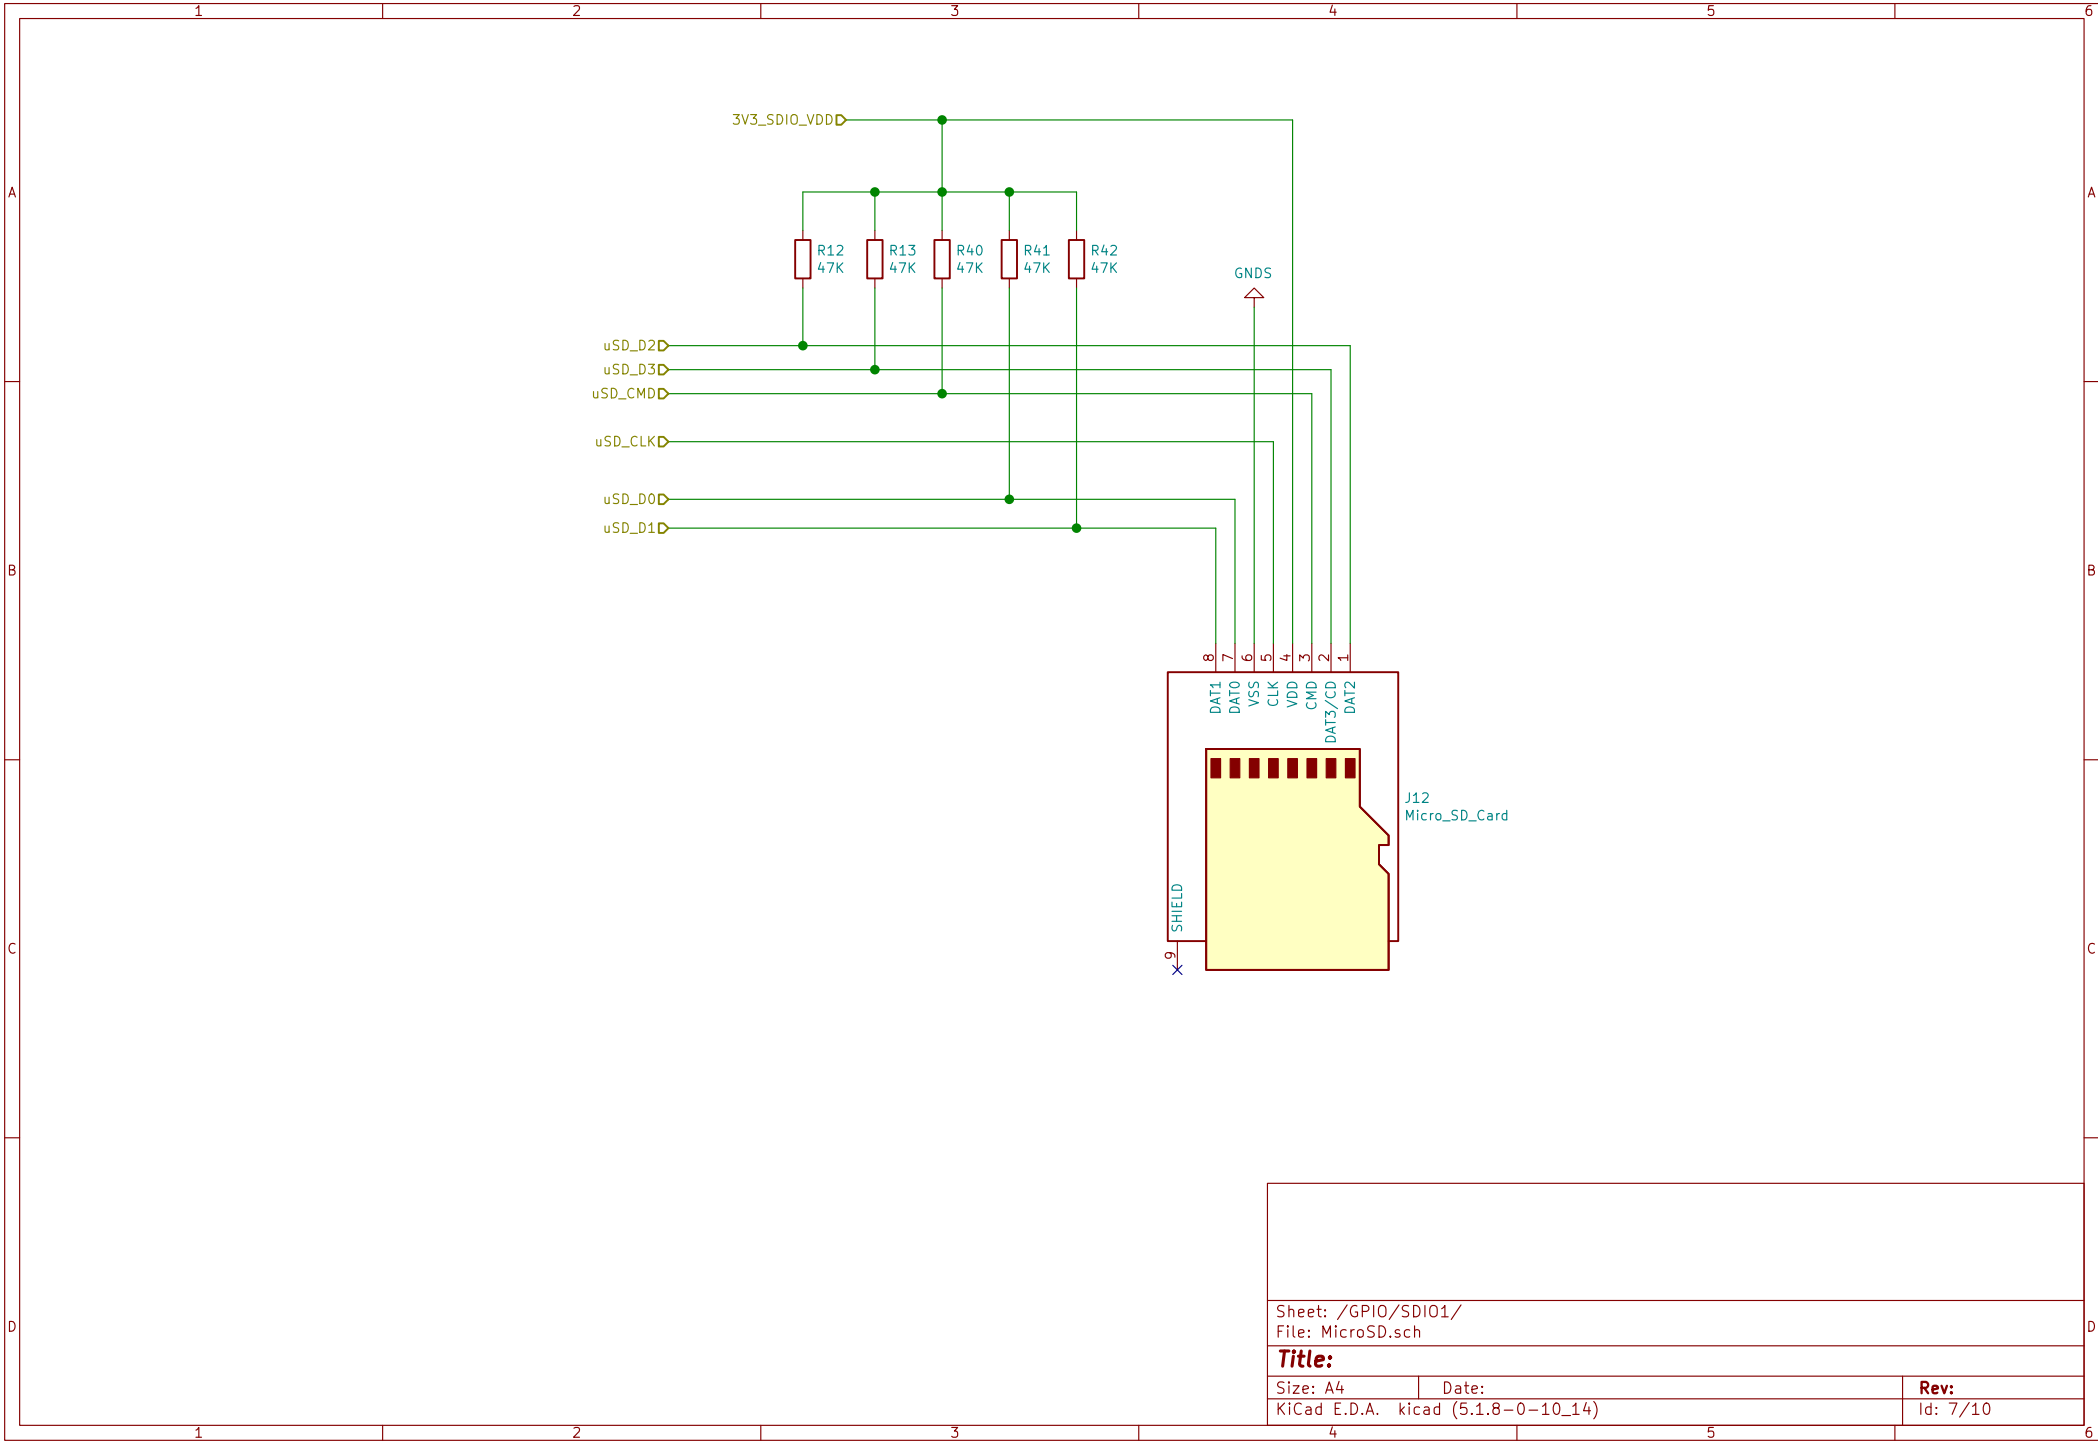 1 2 3 4 5 6
3V3_SDIO_VDD
A A
R12 R13 R40 R41 R42
47K 47K 47K 47K 47K
GNDS
uSD_D2
uSD_D3
uSD_CMD
uSD_CLK
uSD_D0
uSD_D1
B B
8 7 6 5 4 3 2 1
DAT1 DAT0 VSS CLK VDD CMD DAT3/CD DAT2
J12
Micro_SD_Card
SHIELD
9
C C
Sheet: /GPIO/SDIO1/
D D
File: MicroSD.sch
Title:
Size: A4 Date: Rev:
KiCad E.D.A. kicad (5.1.8-0-10_14) Id: 7/10
1 2 3 4 5 6